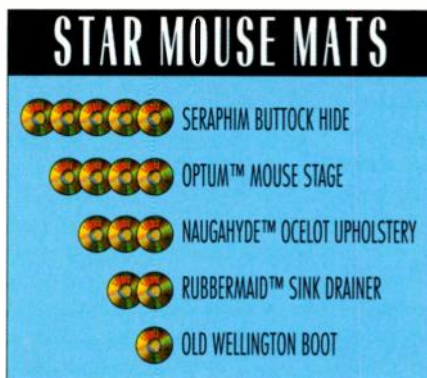 STAR MOUSE MATS
SERAPHIM BUTTOCK HIDE
OPTUM™ MOUSE STAGE
NAUGAHYDE™ OCELOT UPHOLSTERY
RUBBERMAID™ SINK DRAINER
OLD WELLINGTON BOOT